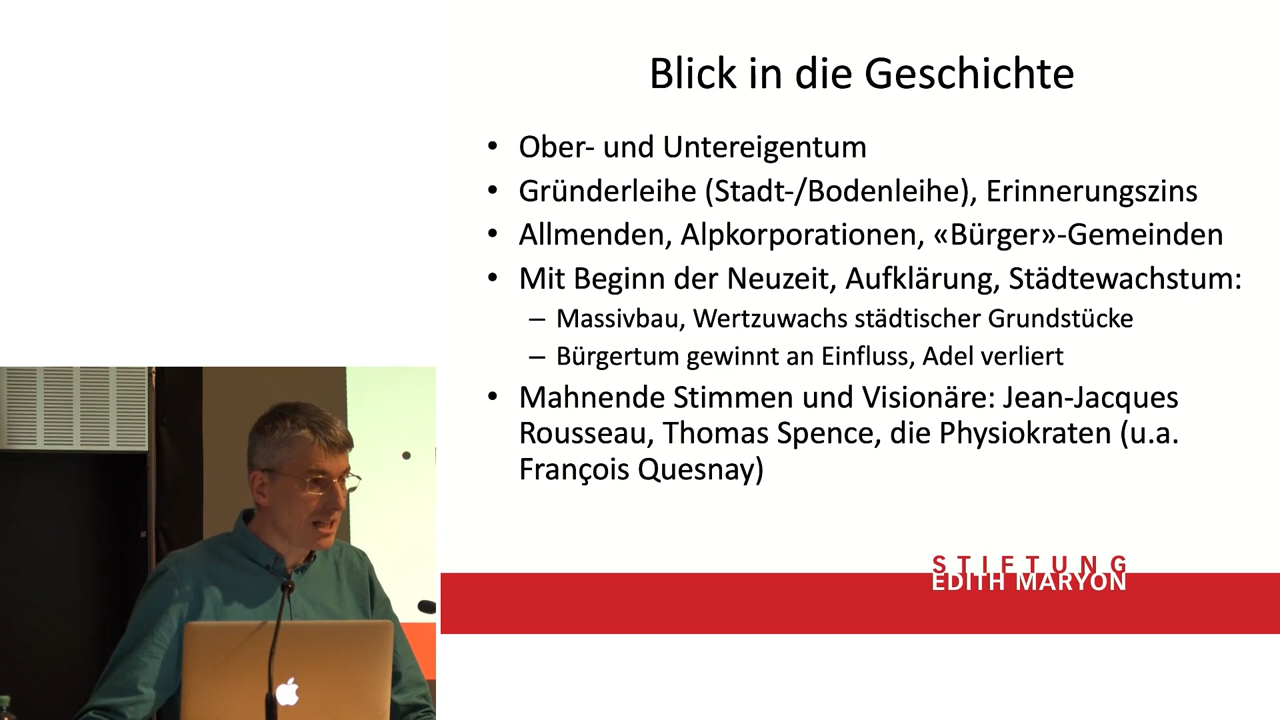 Blick in die Geschichte
• Ober- und Untereigentum
• Gründerleihe (Stadt-/Bodenleihe), Erinnerungszins
• Allmenden, Alpkorporationen, «Bürger»-Gemeinden
• Mit Beginn der Neuzeit, Aufklärung, Städtewachstum:
– Massivbau, Wertzuwachs städtischer Grundstücke
– Bürgertum gewinnt an Einfluss, Adel verliert
• Mahnende Stimmen und Visionäre: Jean-Jacques
Rousseau, Thomas Spence, die Physiokraten (u.a.
François Quesnay)
STIFTUNG
EDITH MARYON